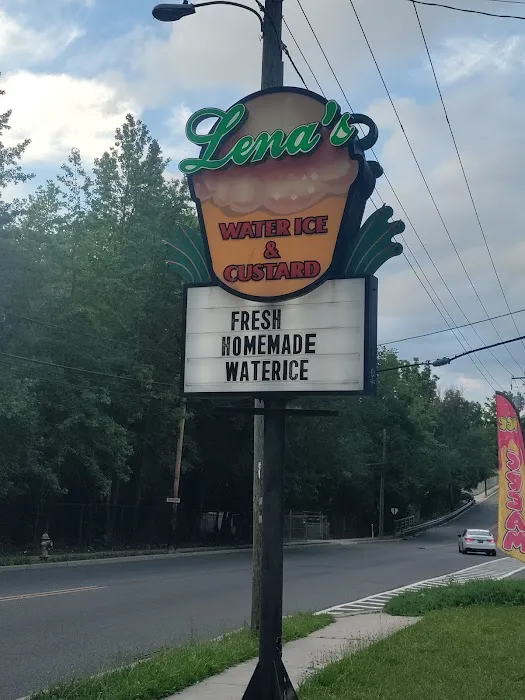 Lena's
WATER ICE
&
CUSTARD
FRESH
HOMEMADE
WATERICE